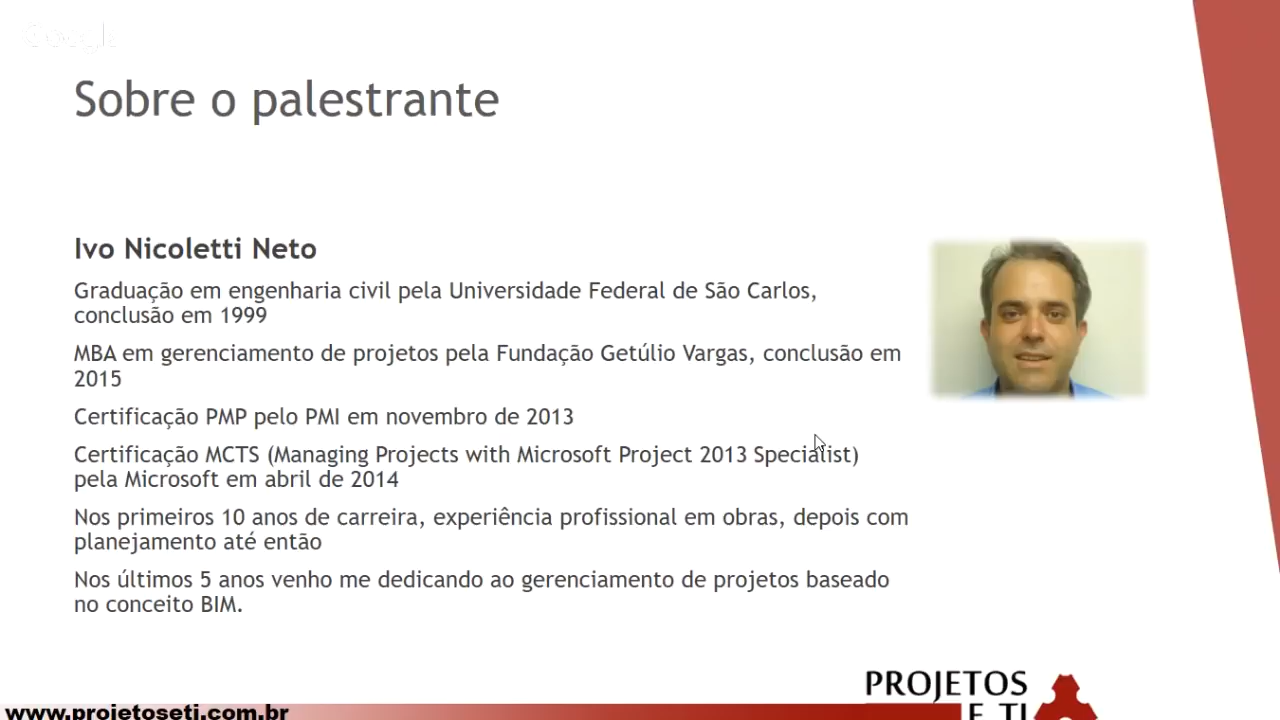 Google
Sobre o palestrante
Ivo Nicoletti Neto
Graduação em engenharia civil pela Universidade Federal de São Carlos,
conclusão em 1999
MBA em gerenciamento de projetos pela Fundação Getúlio Vargas, conclusão em
2015
Certificação PMP pelo PMI em novembro de 2013
Certificação MCTS (Managing Projects with Microsoft Project 2013 Specialist)
pela Microsoft em abril de 2014
Nos primeiros 10 anos de carreira, experiência profissional em obras, depois com
planejamento até então
Nos últimos 5 anos venho me dedicando ao gerenciamento de projetos baseado
no conceito BIM.
PROJETOS
E TI
www.projetoseti.com.br